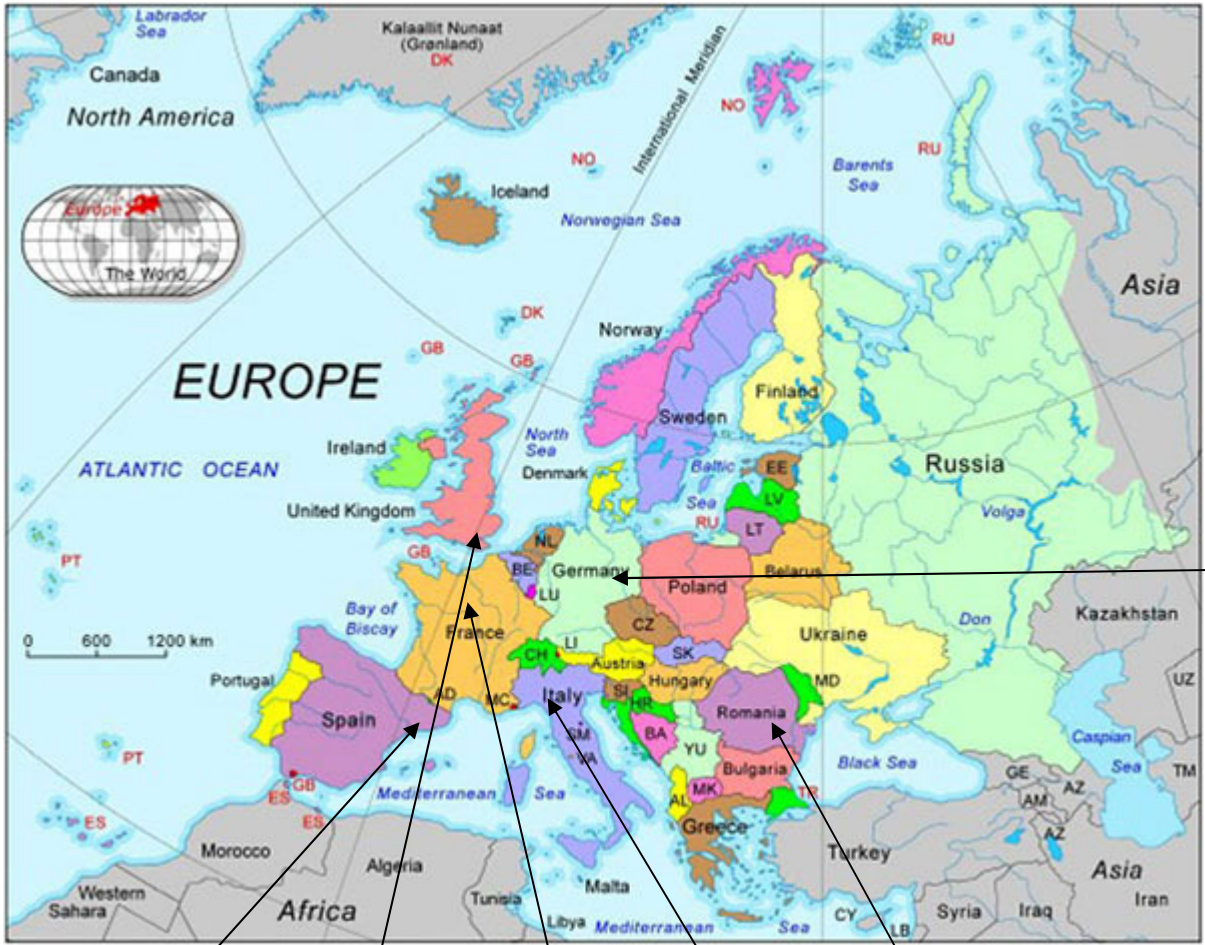 Labrador
Sea
Kalaallit Nunaat
(Grønland)
DK
RU
Canada
North America
International Meridian
NO
NO
RU
Barents
Sea
Europe
The World
Iceland
Norwegian Sea
Asia
DK
GB
GB
Norway
EUROPE
Finland
Sweden
Ireland
North
Sea
ATLANTIC OCEAN
Denmark
Baltic
Sea
EE
Russia
LV
United Kingdom
RU
LT
Volga
GB
NL
PT
BE
Germany
Poland
Belarus
LU
Bay of
Biscay
0 600 1200 km
France
CZ
Don
Kazakhstan
LI
CH
Austria
SK
Ukraine
Portugal
AD
MC
Italy
SI
HR
Hungary
MD
UZ
Spain
SM
BA
Romania
YU
VA
PT
Bulgaria
Black Sea
Caspian
Sea
ES
GB
ES
ES
Mediterranean Sea
AL
MK
TR
Greece
GE
AZ
AM
AZ
TM
Morocco
Algeria
Turkey
Asia
Western
Sahara
Africa
Tunisia
Malta
Libya
Mediterranean Sea
CY
LB
Syria
Iraq
Iran